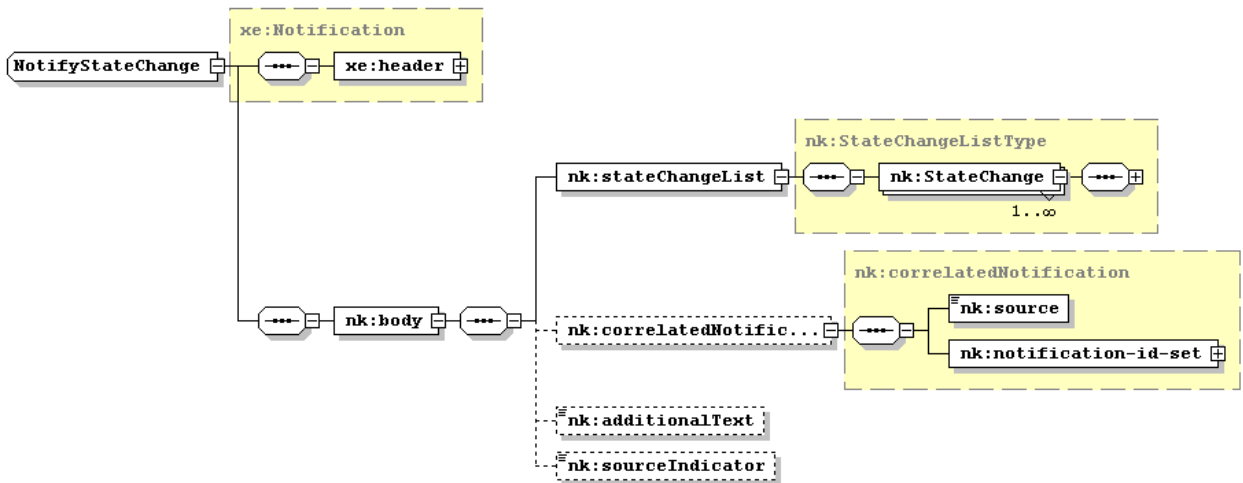 xe:Notification
NotifyStateChange
xe:header
nk:StateChangeListType
nk:stateChangeList
nk:StateChange
1..∞
nk:correlatedNotification
nk:source
nk:body
nk:correlatedNotific...
nk:notification-id-set
nk:additionalText
nk:sourceIndicator